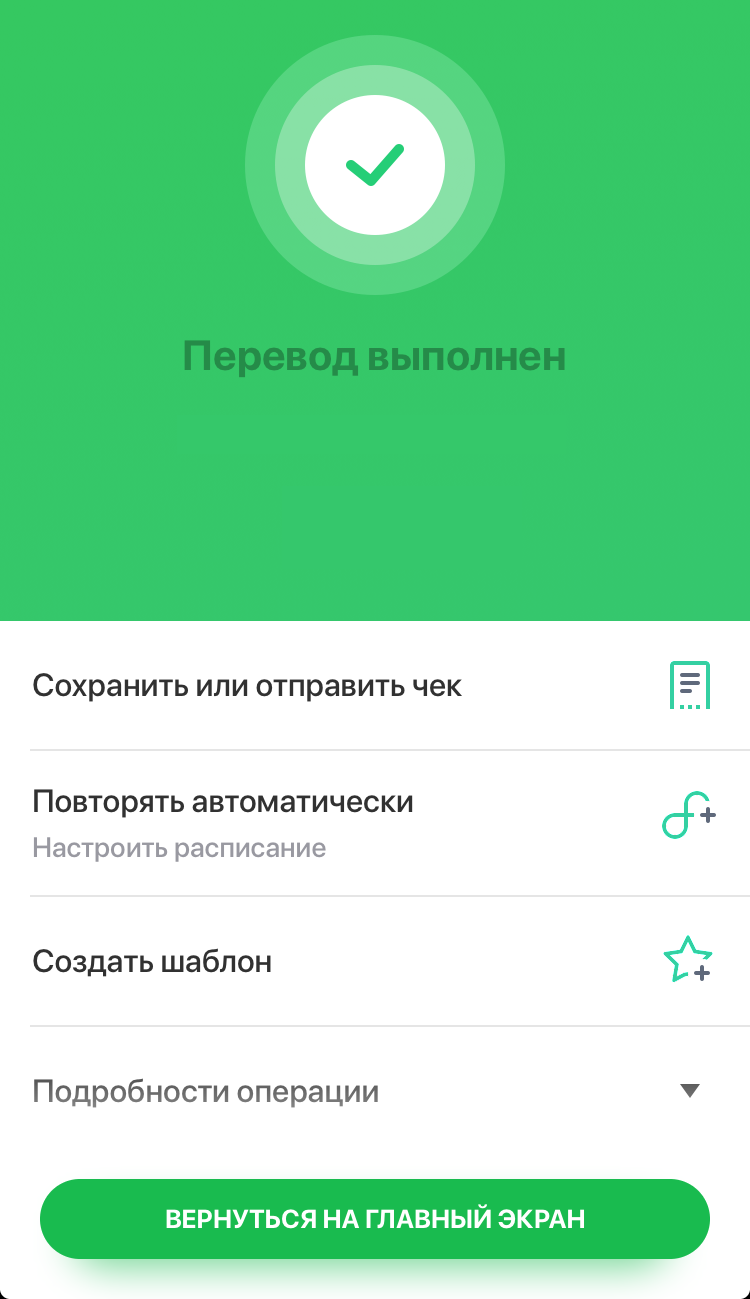 Перевод выполнен
Сохранить или отправить чек
Повторять автоматически
Настроить расписание
Создать шаблон
Подробности операции
ВЕРНУТЬСЯ НА ГЛАВНЫЙ ЭКРАН